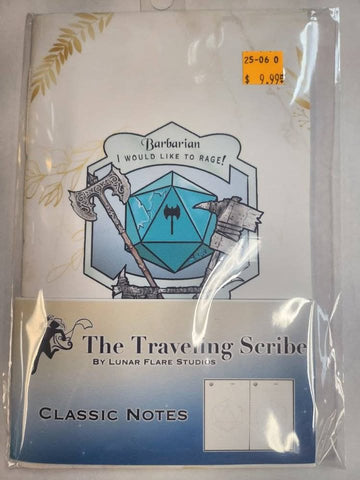 25-06 0
$ 9.99
Barbarian
I WOULD LIKE TO RAGE!
The Traveling Scribe
BY LUNAR FLARE STUDIOS
CLASSIC NOTES